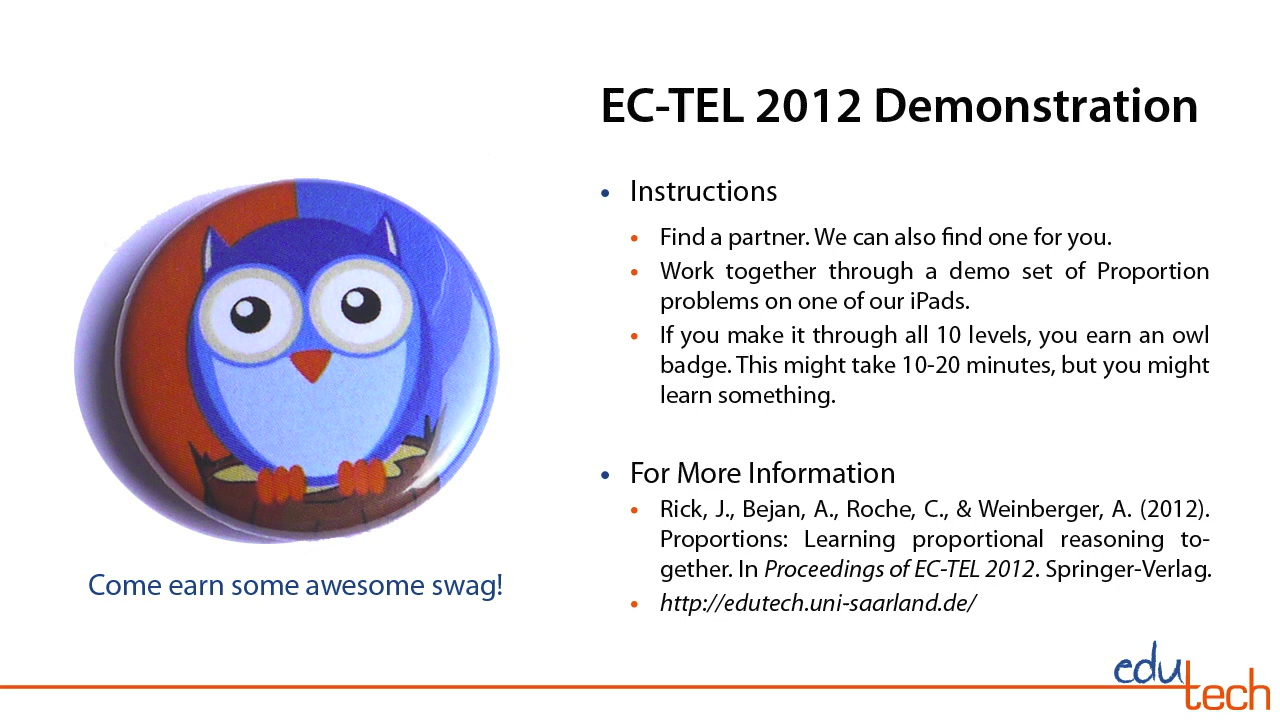 EC-TEL 2012 Demonstration
• Instructions
• Find a partner. We can also find one for you.
• Work together through a demo set of Proportion
problems on one of our iPads.
• If you make it through all 10 levels, you earn an owl
badge. This might take 10-20 minutes, but you might
learn something.
• For More Information
• Rick, J., Bejan, A., Roche, C., & Weinberger, A. (2012).
Proportions: Learning proportional reasoning to-
gether. In Proceedings of EC-TEL 2012. Springer-Verlag.
• http://edutech.uni-saarland.de/
Come earn some awesome swag!
edu
tech